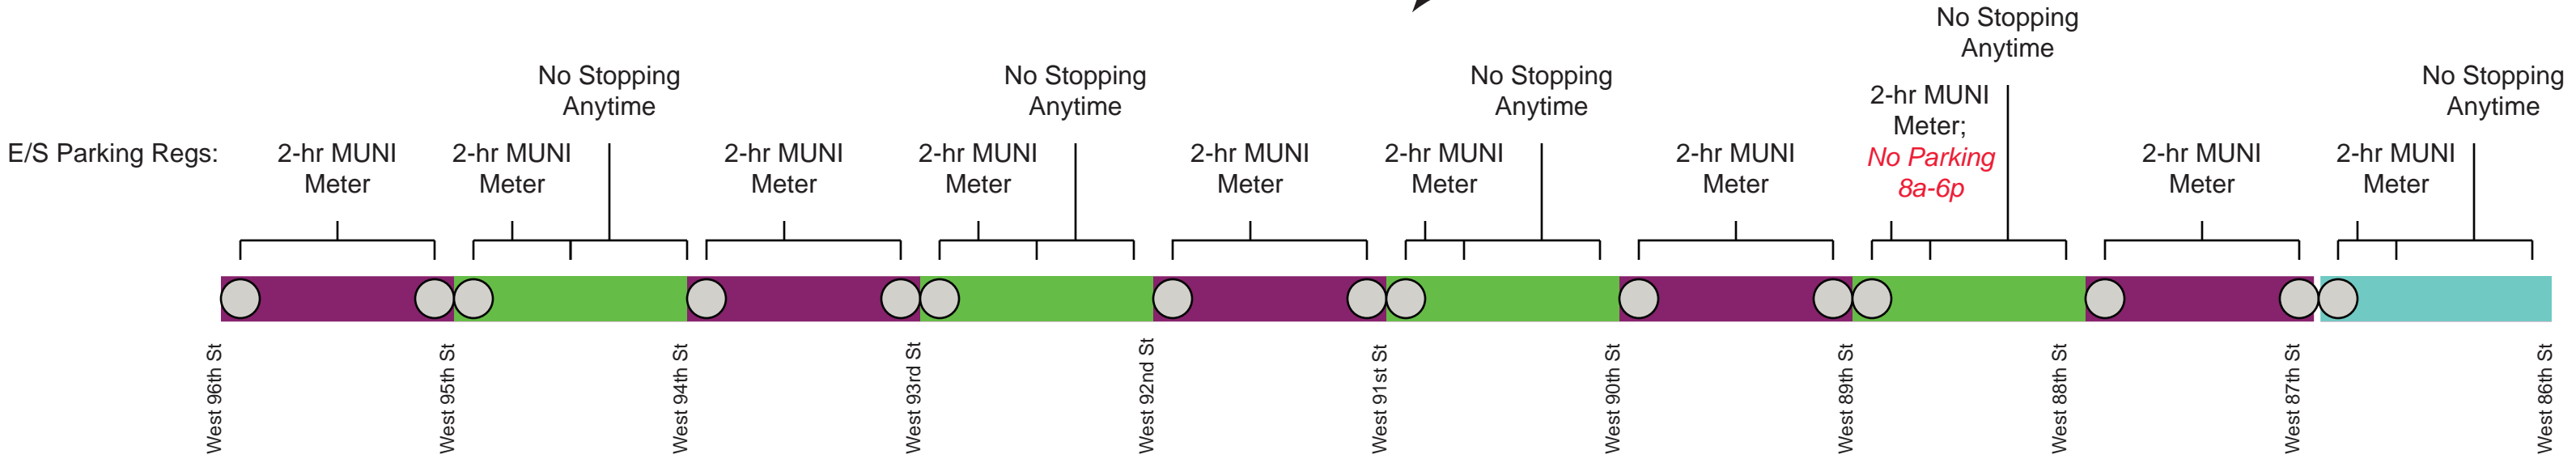 E/S Parking Regs:
2-hr MUNI
Meter
2-hr MUNI
Meter
No Stopping
Anytime
2-hr MUNI
Meter
2-hr MUNI
Meter
No Stopping
Anytime
2-hr MUNI
Meter
2-hr MUNI
Meter
No Stopping
Anytime
2-hr MUNI
Meter
2-hr MUNI
Meter;
No Parking
8a-6p
No Stopping
Anytime
2-hr MUNI
Meter
2-hr MUNI
Meter
No Stopping
Anytime
West 96th St
West 95th St
West 94th St
West 93rd St
West 92nd St
West 91st St
West 90th St
West 89th St
West 88th St
West 87th St
West 86th St